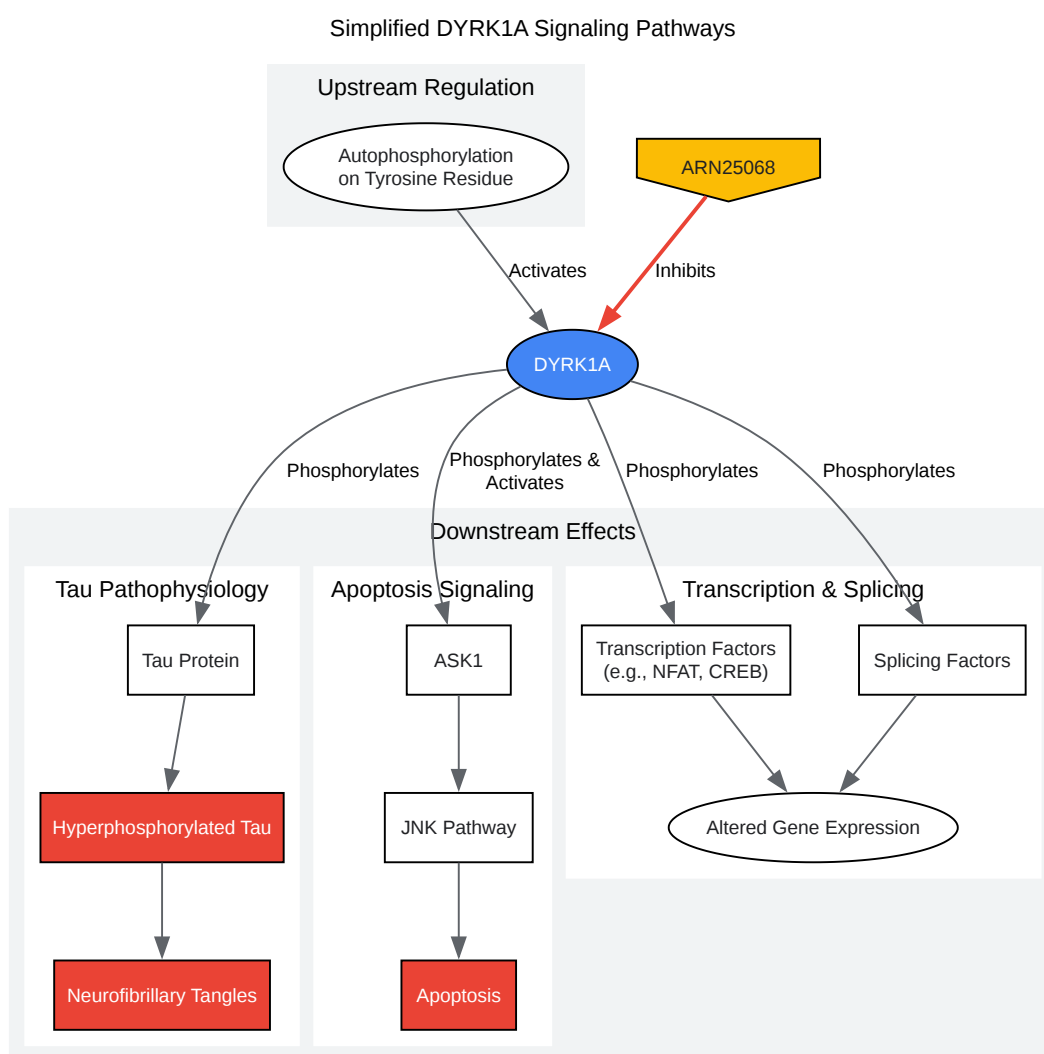 Simplified DYRK1A Signaling Pathways
Upstream Regulation
Autophosphorylation
on Tyrosine Residue
ARN25068
Activates
Inhibits
DYRK1A
Phosphorylates
Phosphorylates &
Activates
Phosphorylates
Phosphorylates
Downstream Effects
Tau Pathophysiology
Apoptosis Signaling
Transcription & Splicing
Tau Protein
ASK1
Transcription Factors
(e.g., NFAT, CREB)
Splicing Factors
Hyperphosphorylated Tau
JNK Pathway
Altered Gene Expression
Neurofibrillary Tangles
Apoptosis